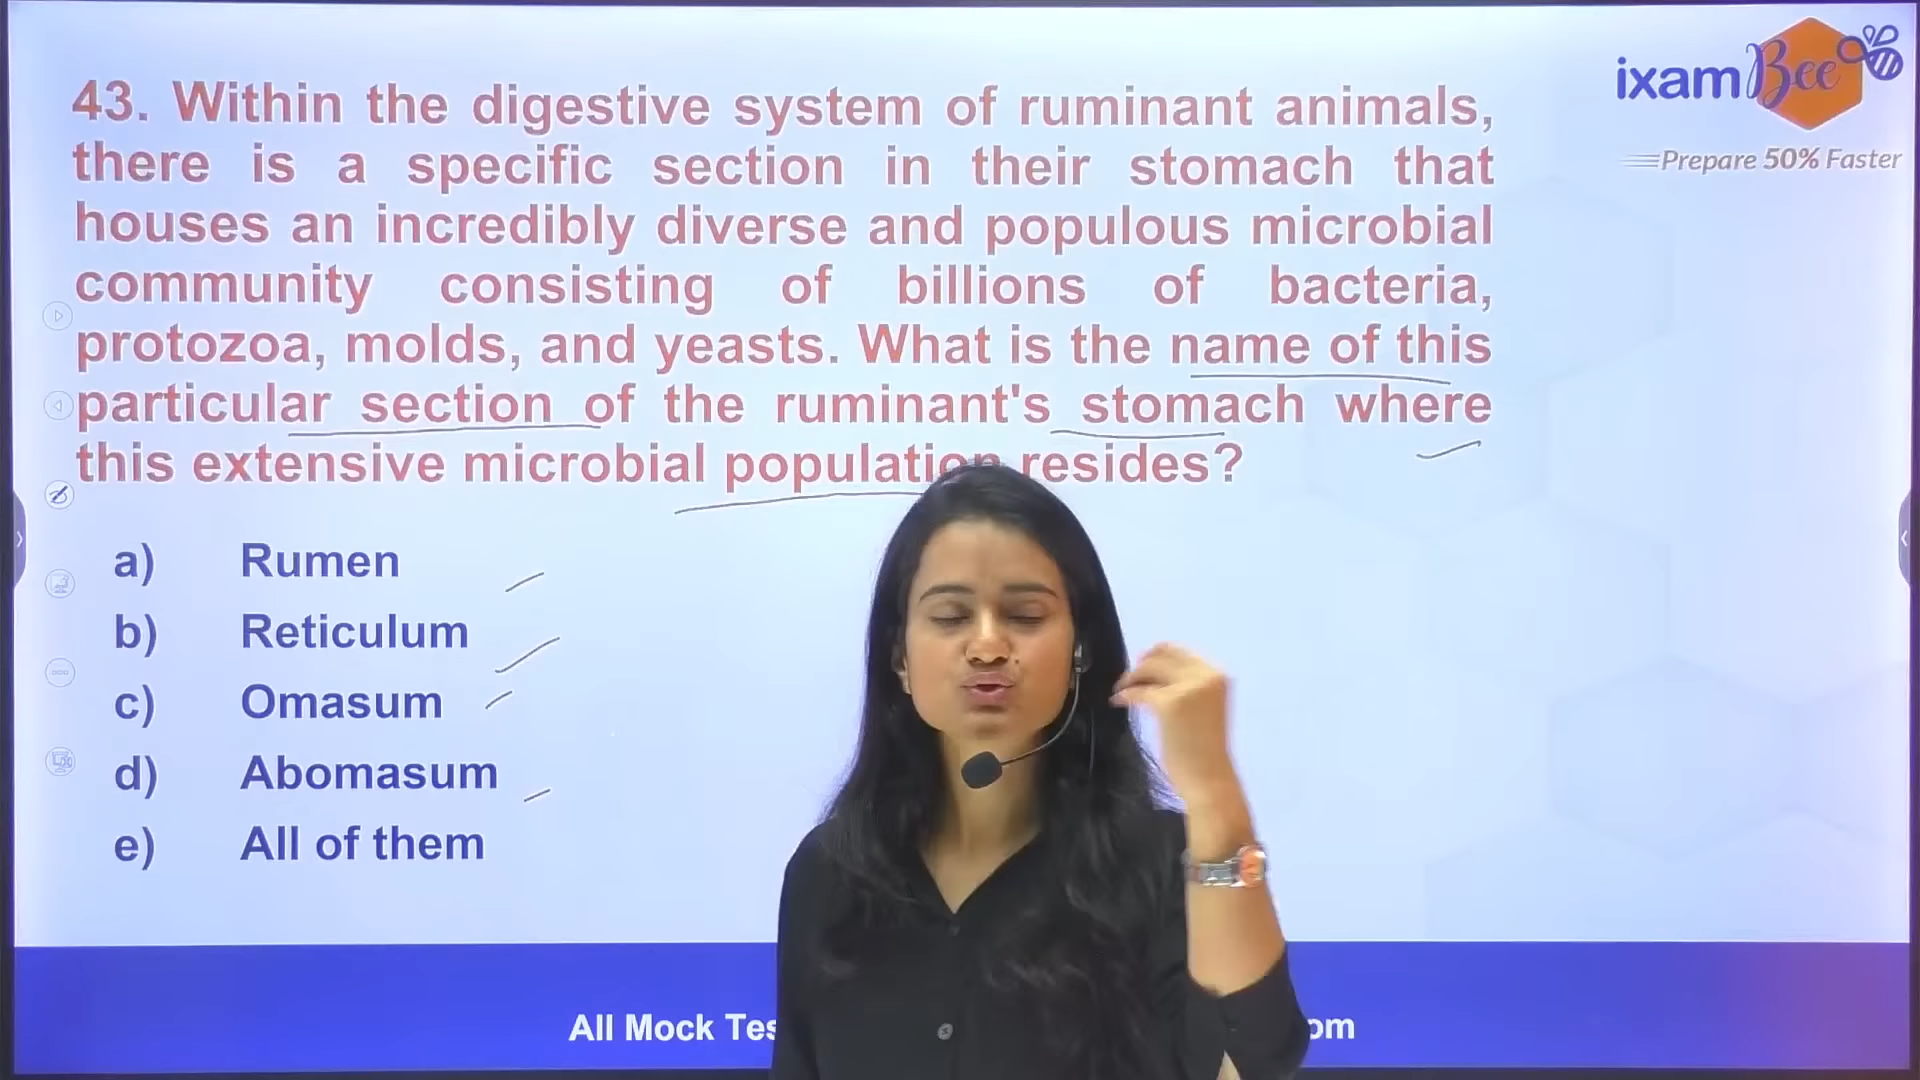 ixamBee
Prepare 50% Faster
43. Within the digestive system of ruminant animals,
there is a specific section in their stomach that
houses an incredibly diverse and populous microbial
community consisting of billions of bacteria,
protozoa, molds, and yeasts. What is the name of this
particular section of the ruminant's stomach where
this extensive microbial population resides?
a) Rumen
b) Reticulum
c) Omasum
d) Abomasum
e) All of them
All Mock